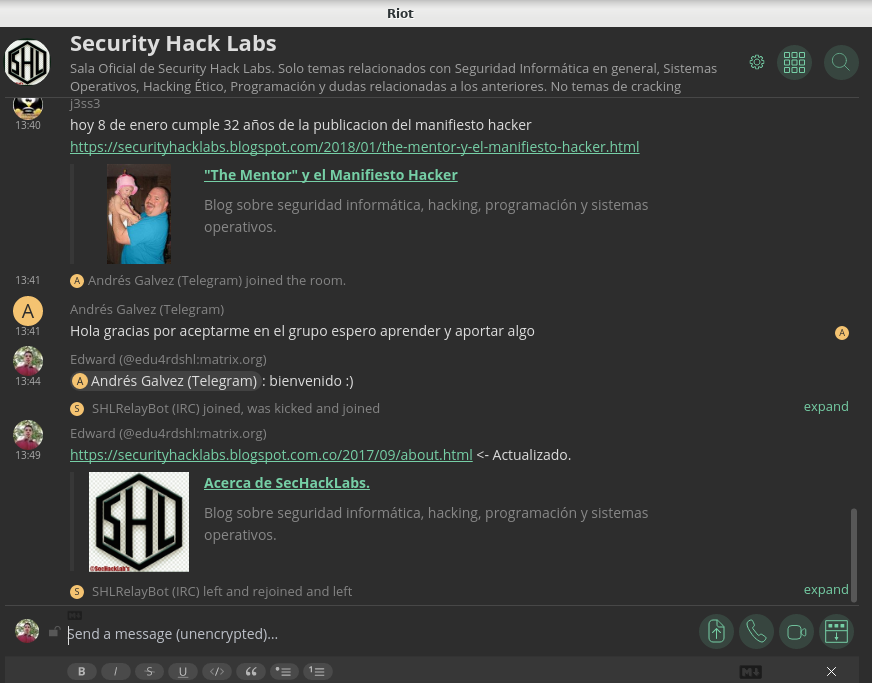 Riot
SHL
Security Hack Labs
Sala Oficial de Security Hack Labs. Solo temas relacionados con Seguridad Informática en general, Sistemas
Operativos, Hacking Ético, Programación y dudas relacionadas a los anteriores. No temas de cracking
j3ss3
13:40
hoy 8 de enero cumple 32 años de la publicacion del manifiesto hacker
https://securityhacklabs.blogspot.com/2018/01/the-mentor-y-el-manifiesto-hacker.html
"The Mentor" y el Manifiesto Hacker
Blog sobre seguridad informática, hacking, programación y sistemas
operativos.
13:41 A Andrés Galvez (Telegram) joined the room.
A Andrés Galvez (Telegram)
13:41 Hola gracias por aceptarme en el grupo espero aprender y aportar algo A
Edward (@edu4rdshl:matrix.org)
13:44 A Andrés Galvez (Telegram) : bienvenido :)
S SHLRelayBot (IRC) joined, was kicked and joined expand
Edward (@edu4rdshl:matrix.org)
13:49 https://securityhacklabs.blogspot.com.co/2017/09/about.html <- Actualizado.
SHL
@SecHackLab's
Acerca de SecHackLabs.
Blog sobre seguridad informática, hacking, programación y sistemas
operativos.
S SHLRelayBot (IRC) left and rejoined and left expand
Send a message (unencrypted)...
B I S U </> “ 1
M